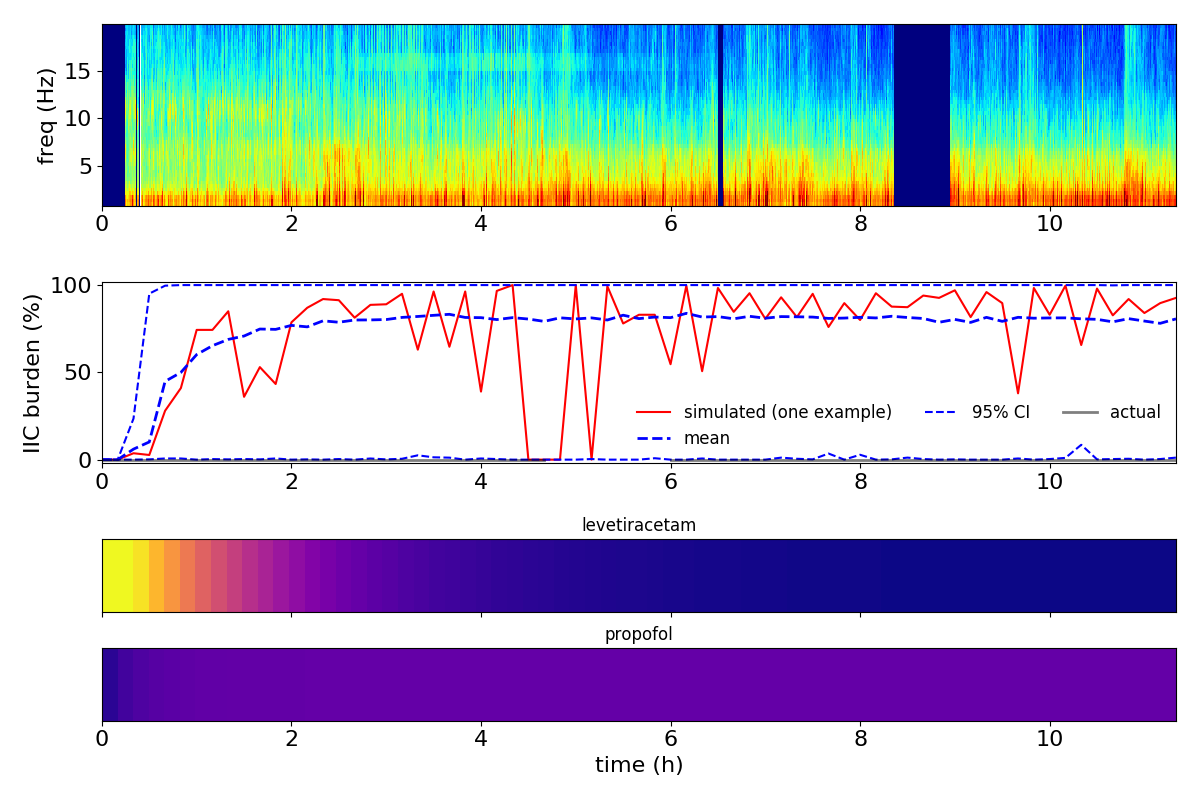 freq (Hz)
15
10
5
0 2 4 6 8 10
IIC burden (%)
100
50
0
simulated (one example) 95% CI actual
mean
0 2 4 6 8 10
levetiracetam
propofol
0 2 4 6 8 10
time (h)